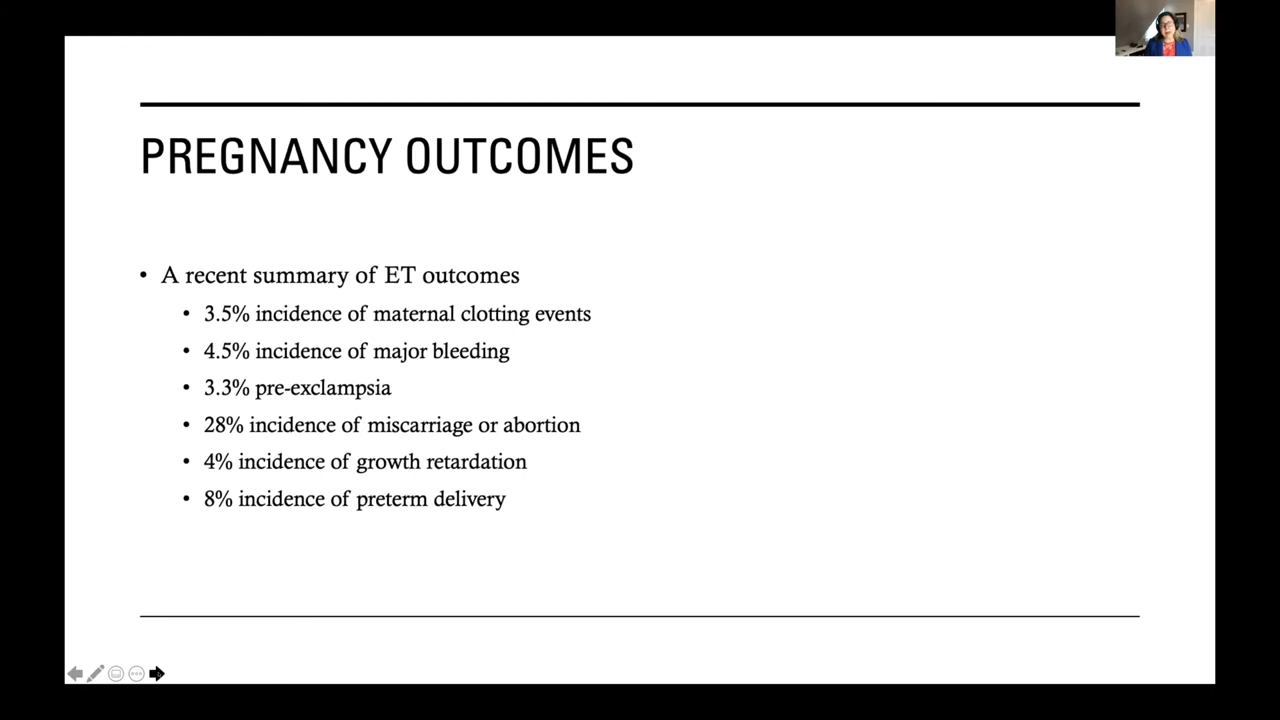 PREGNANCY OUTCOMES
• A recent summary of ET outcomes
• 3.5% incidence of maternal clotting events
• 4.5% incidence of major bleeding
• 3.3% pre-exclampsia
• 28% incidence of miscarriage or abortion
• 4% incidence of growth retardation
• 8% incidence of preterm delivery